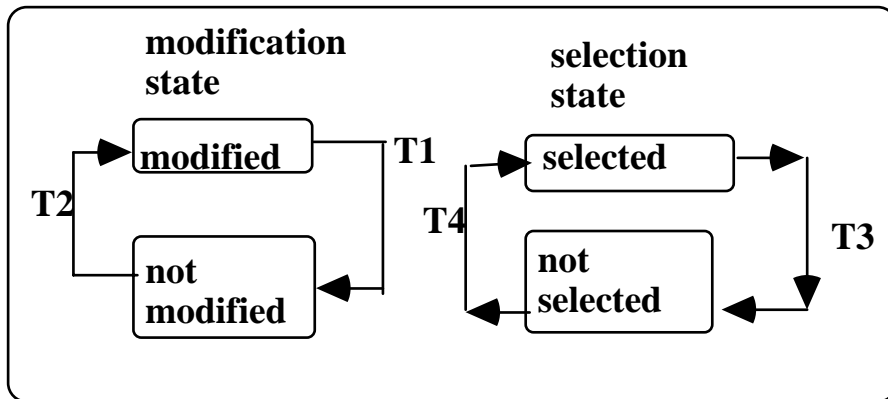 modification
state
modified
T1
T2
not
modified
selection
state
selected
T4
T3
not
selected